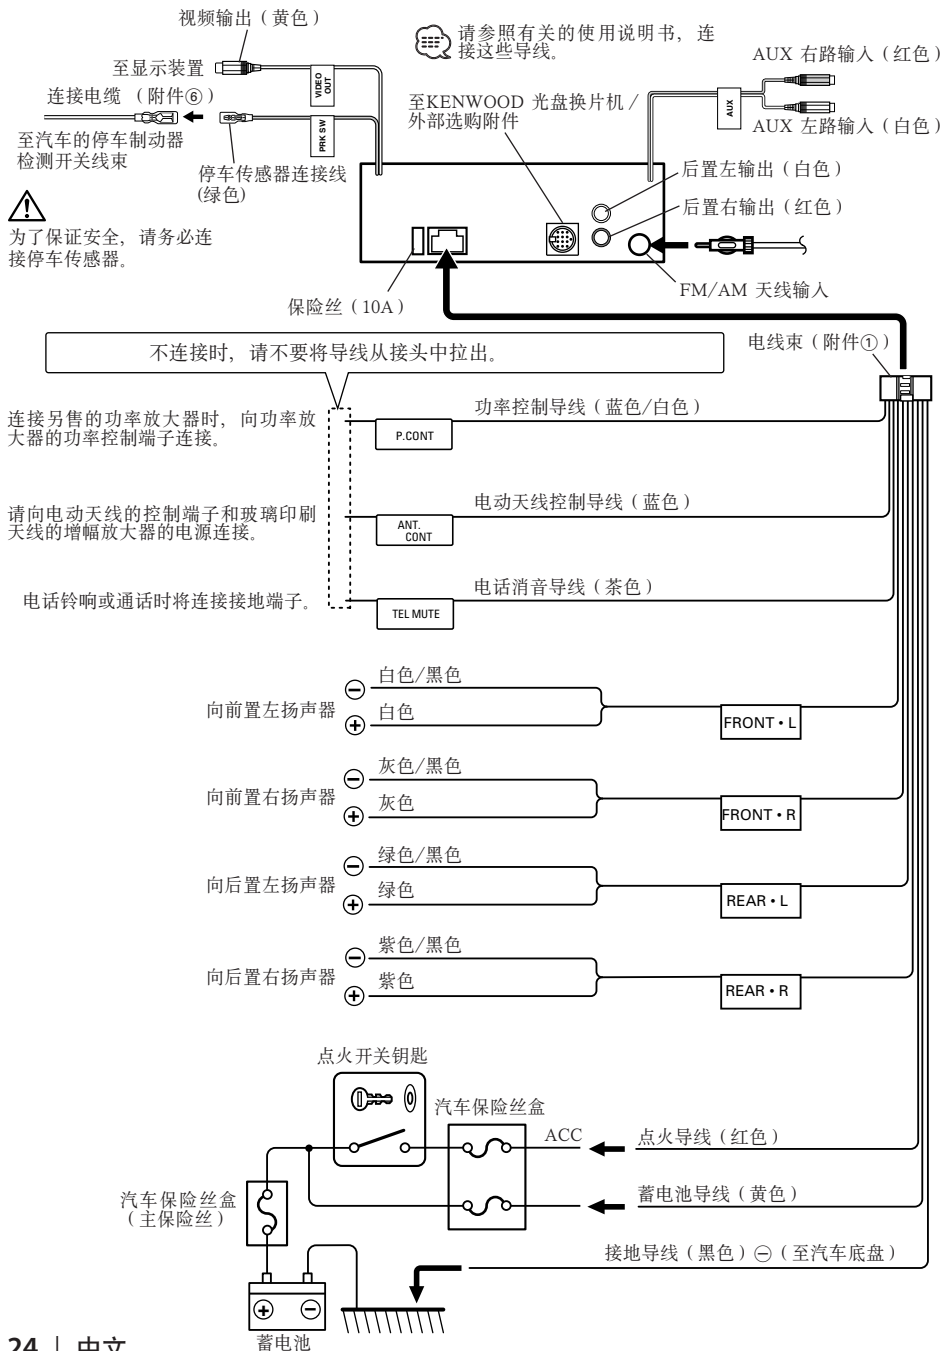 视频输出（黄色）
请参照有关的使用说明书，连
接这些导线。
AUX 右路输入（红色）
至显示装置
VIDEO
OUT
连接电缆 （附件⑥）
至KENWOOD 光盘换片机 /
外部选购附件
AUX
AUX 左路输入（白色）
PRK SW
至汽车的停车制动器
检测开关线束
停车传感器连接线
(绿色)
后置左输出（白色）
后置右输出（红色）
为了保证安全，请务必连
接停车传感器。
FM/AM 天线输入
保险丝（10A）
电线束（附件①）
不连接时，请不要将导线从接头中拉出。
功率控制导线（蓝色/白色）
连接另售的功率放大器时，向功率放
大器的功率控制端子连接。
P.CONT
电动天线控制导线（蓝色）
请向电动天线的控制端子和玻璃印刷
天线的增幅放大器的电源连接。
ANT.
CONT
电话消音导线（茶色）
电话铃响或通话时将连接接地端子。
TEL MUTE
白色/黑色
⊖
向前置左扬声器
⊕
白色
FRONT • L
灰色/黑色
⊖
向前置右扬声器
⊕
灰色
FRONT • R
绿色/黑色
⊖
向后置左扬声器
⊕
绿色
REAR • L
紫色/黑色
⊖
向后置右扬声器
⊕
紫色
REAR • R
点火开关钥匙
汽车保险丝盒
ACC
点火导线（红色）
汽车保险丝盒
（主保险丝）
蓄电池导线（黄色）
接地导线（黑色）⊖（至汽车底盘）
⊕ ⊖
蓄电池
24 | 中文